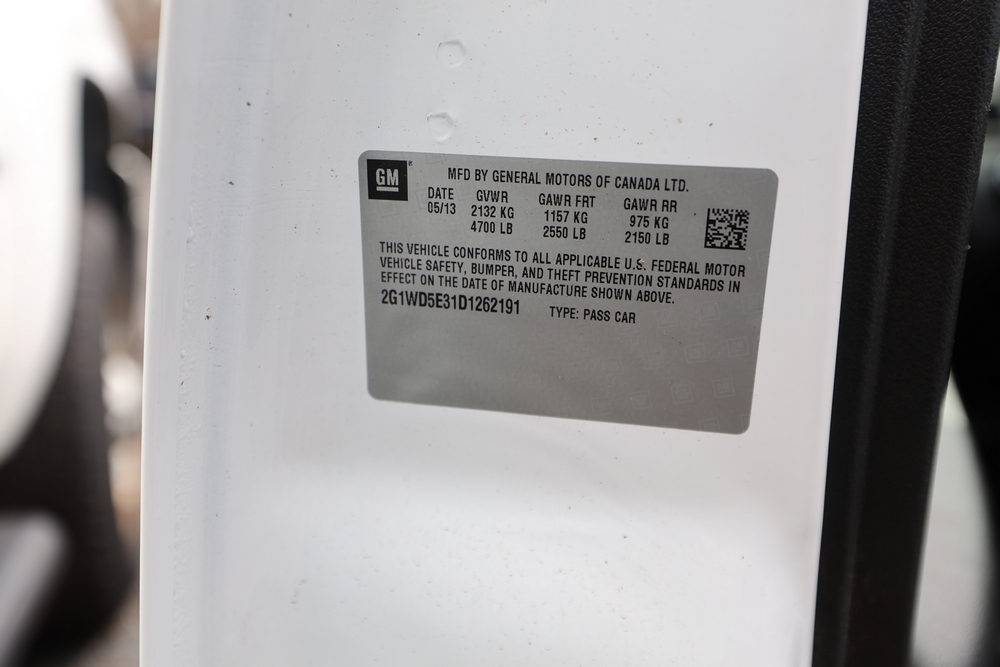 GM®
MFD BY GENERAL MOTORS OF CANADA LTD.
DATE GVWR GAWR FRT GAWR RR
05/13 2132 KG 1157 KG 975 KG
4700 LB 2550 LB 2150 LB
THIS VEHICLE CONFORMS TO ALL APPLICABLE U.S. FEDERAL MOTOR
VEHICLE SAFETY, BUMPER, AND THEFT PREVENTION STANDARDS IN
EFFECT ON THE DATE OF MANUFACTURE SHOWN ABOVE.
2G1WD5E31D1262191 TYPE: PASS CAR